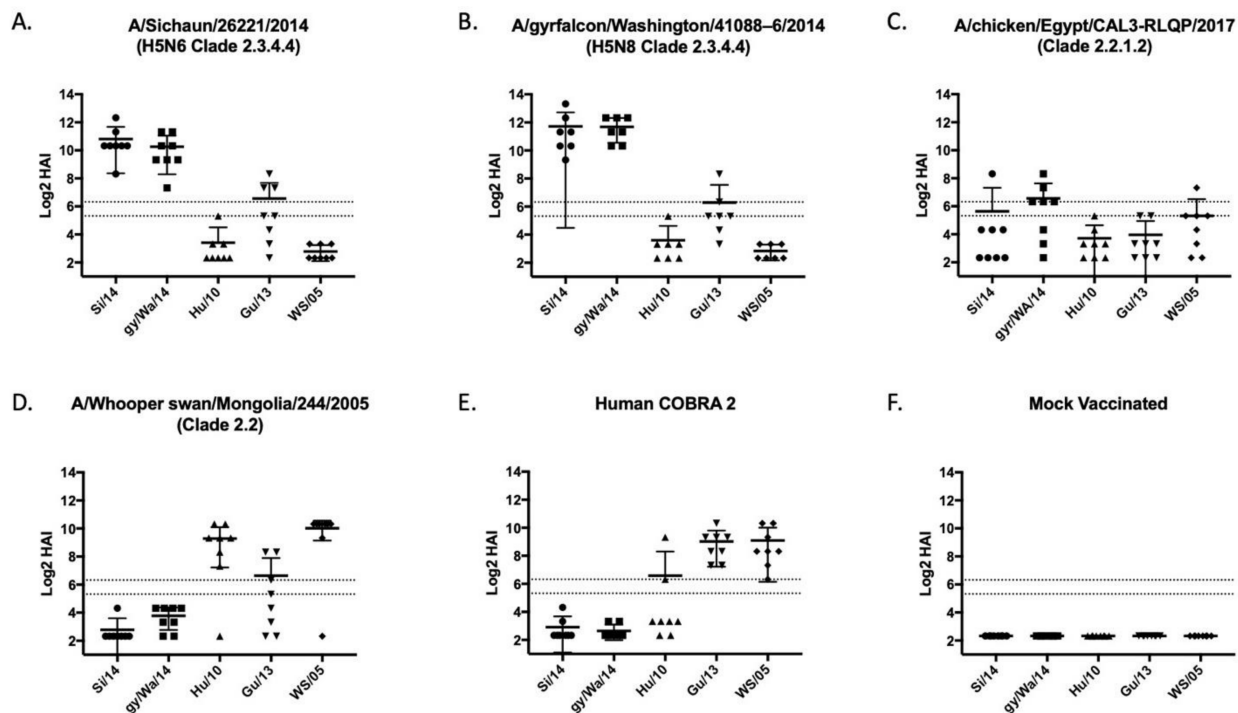 A.
A/Sichaun/26221/2014
(H5N6 Clade 2.3.4.4)
Log2 HAI
14
12
10
8
6
4
2
Si/14
gy/Wa/14
Hu/10
Gu/13
WS/05
B.
A/gyrfalcon/Washington/41088–6/2014
(H5N8 Clade 2.3.4.4)
Log2 HAI
14
12
10
8
6
4
2
Si/14
gy/Wa/14
Hu/10
Gu/13
WS/05
C.
A/chicken/Egypt/CAL3-RLQP/2017
(Clade 2.2.1.2)
Log2 HAI
14
12
10
8
6
4
2
Si/14
gyr/WA/14
Hu/10
Gu/13
WS/05
D.
A/Whooper swan/Mongolia/244/2005
(Clade 2.2)
Log2 HAI
14
12
10
8
6
4
2
Si/14
gy/Wa/14
Hu/10
Gu/13
WS/05
E.
Human COBRA 2
Log2 HAI
14
12
10
8
6
4
2
Si/14
gy/Wa/14
Hu/10
Gu/13
WS/05
F.
Mock Vaccinated
Log2 HAI
14
12
10
8
6
4
2
Si/14
gy/Wa/14
Hu/10
Gu/13
WS/05